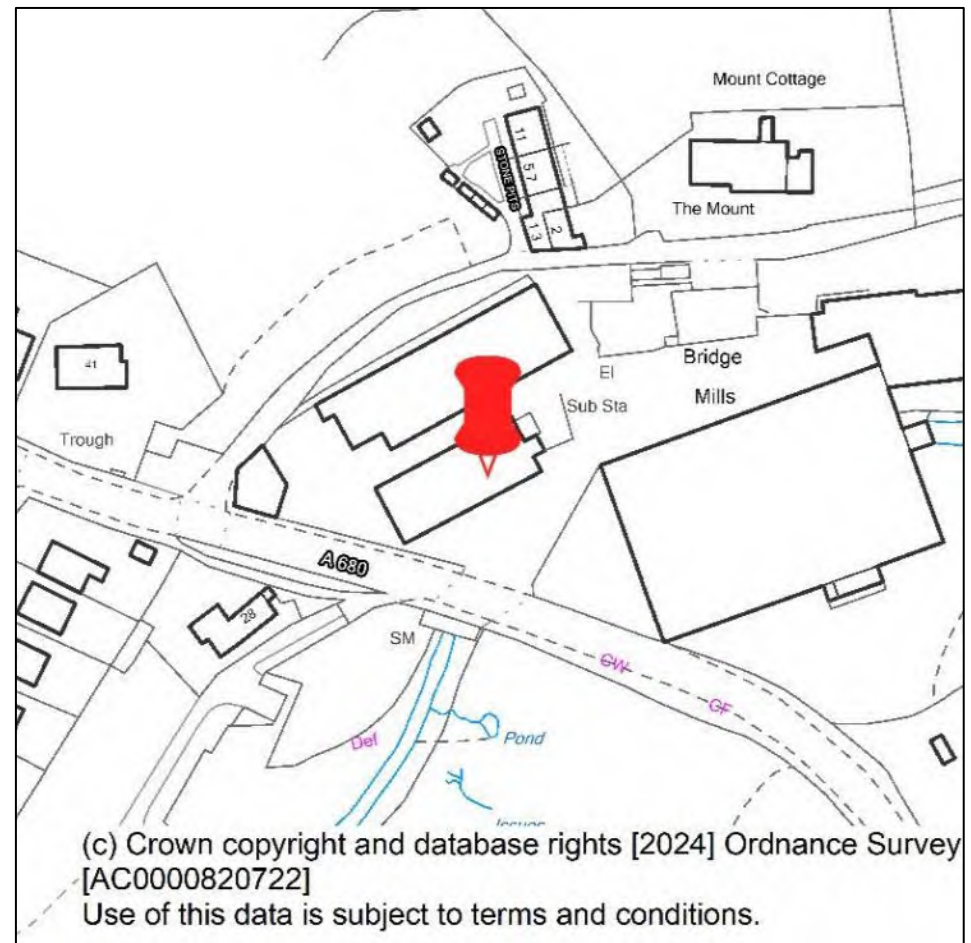 Mount Cottage
11
STONE PITS
5 7
The Mount
1 3
2
Bridge
El
41
Mills
Sub Sta
Trough
A 680
28
SM
CW
CF
Def
Pond
Issues
(c) Crown copyright and database rights [2024] Ordnance Survey
[AC0000820722]
Use of this data is subject to terms and conditions.